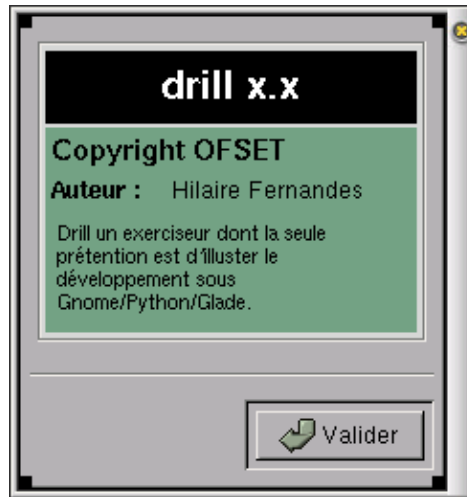 drill x.x
Copyright OFSET
Auteur : Hilaire Fernandes
Drill un exerciseur dont la seule
prétention est d'illuster le
développement sous
Gnome/Python/Glade.
Valider